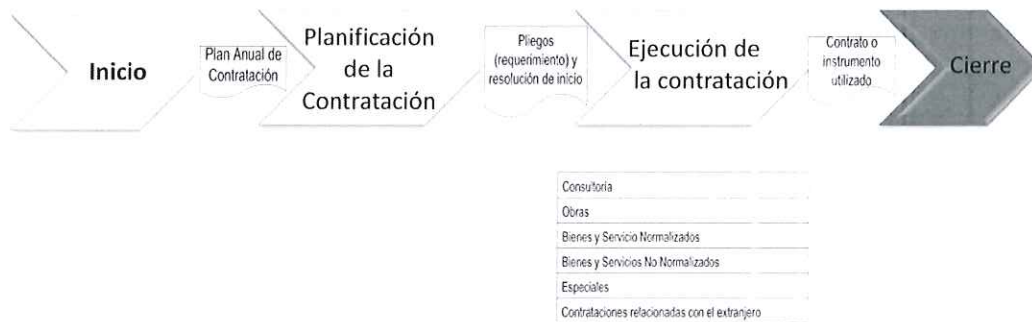 Inicio
Plan Anual de
Contratación
Planificación
de la
Contratación
Pliegos
(requerimiento) y
resolución de inicio
Ejecución de
la contratación
Contrato o
instrumento
utilizado
Cierre
Consultoria
Obras
Bienes y Servicio Normalizados
Bienes y Servicios No Normalizados
Especiales
Contrataciones relacionadas con el extranjero